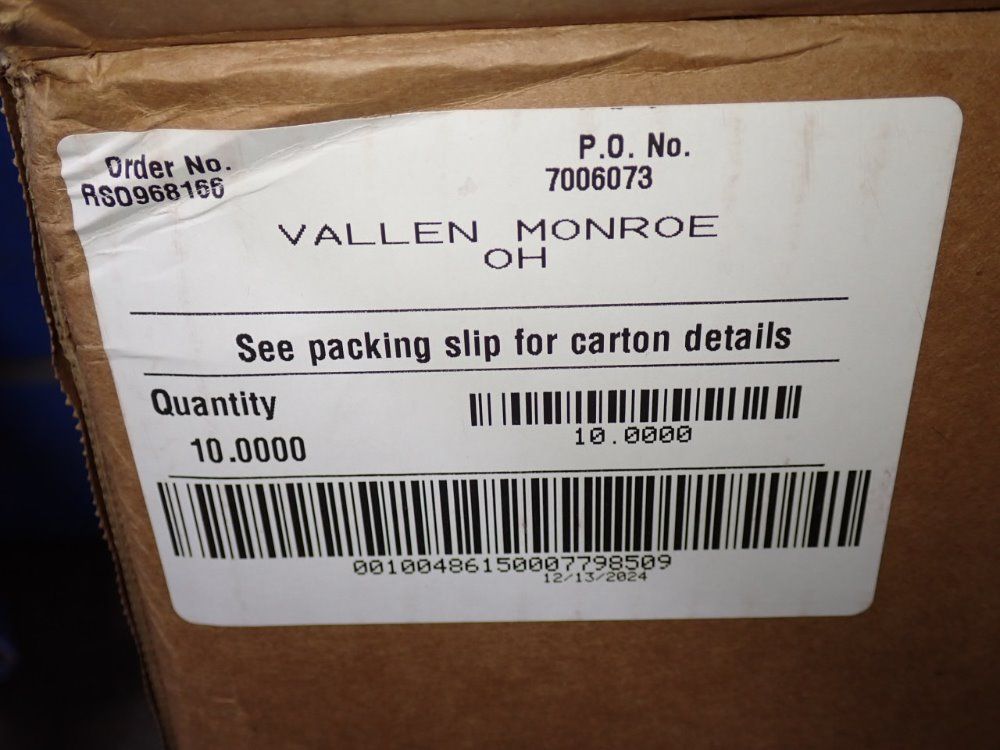 Order No.
RS0968166
P.O. No.
7006073
VALLEN MONROE
OH
See packing slip for carton details
Quantity
10.0000
10.0000
00100486150007798509
12/13/2024